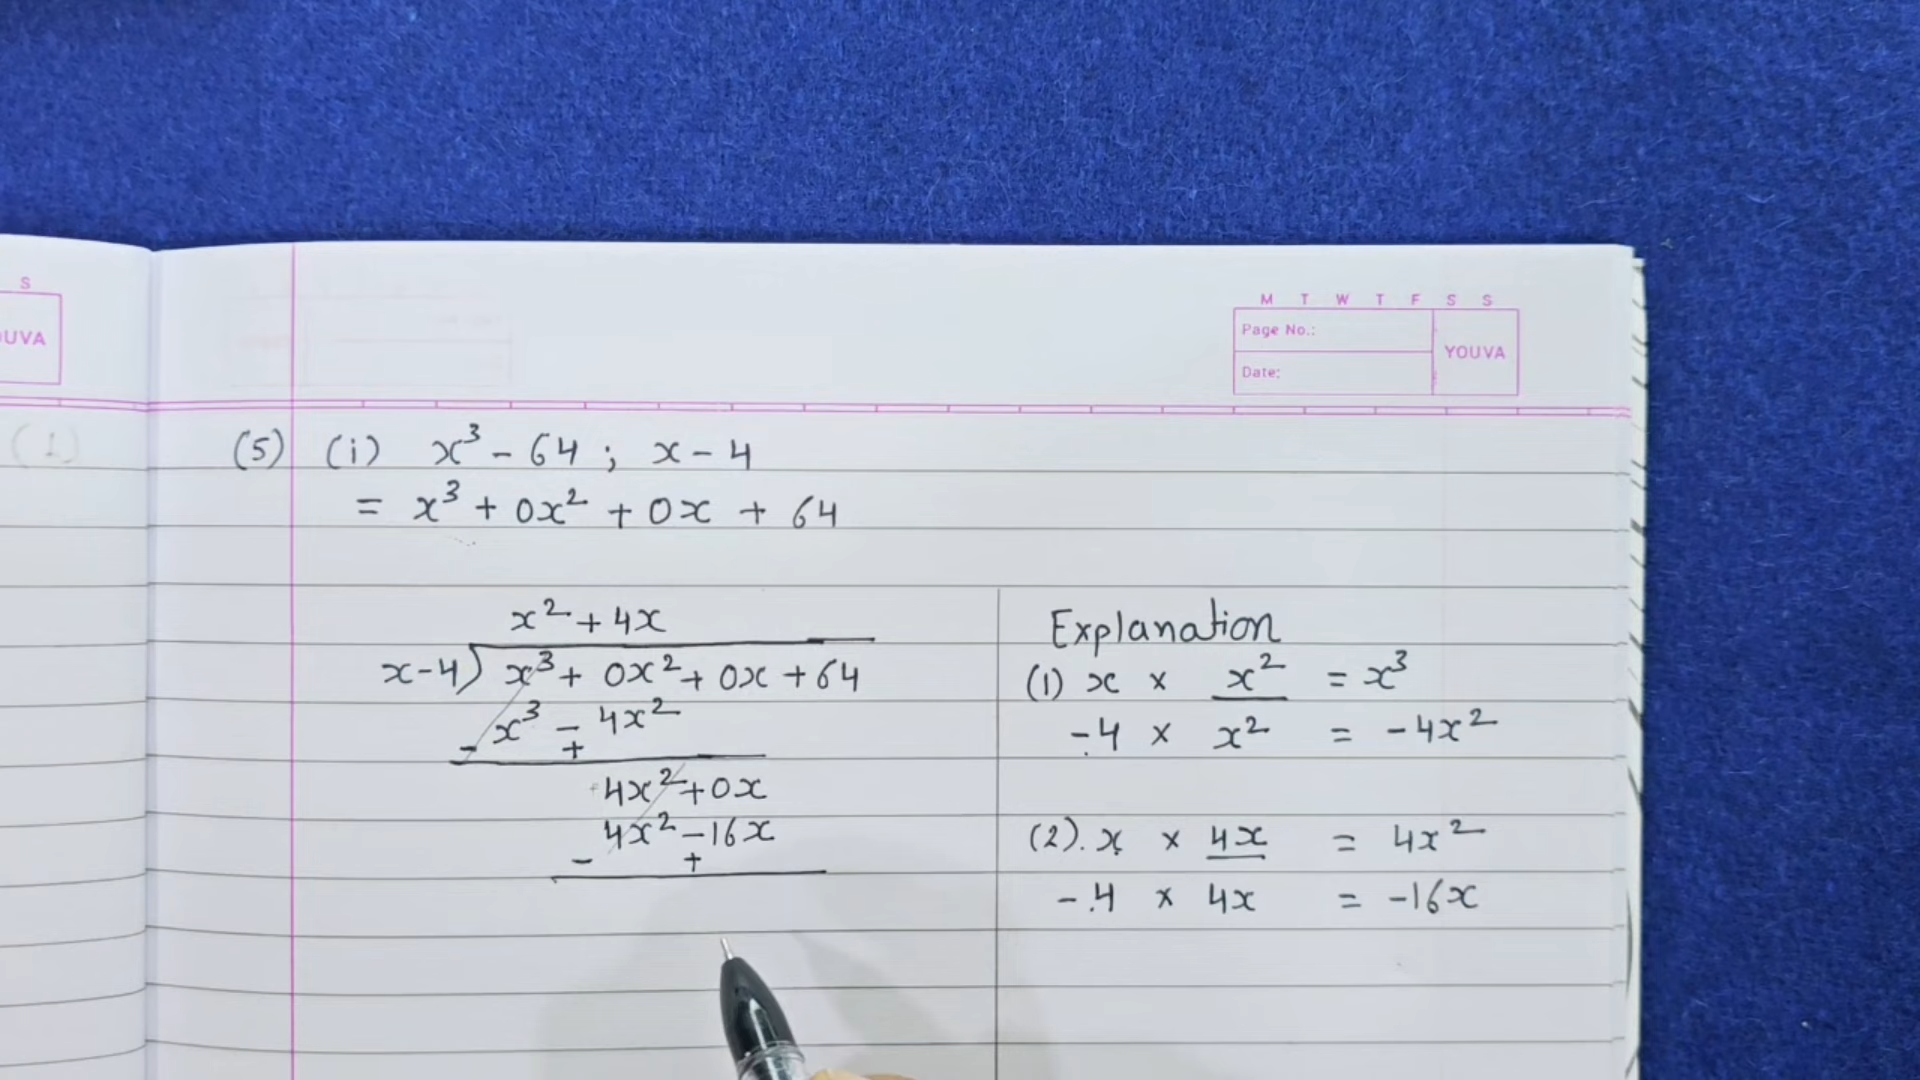 S
OUVA
M T W T F S S
Page No.:
YOUVA
Date:
(1)
(5) (i) x³ - 64 ; x - 4
= x³ + 0x² + 0x + 64
x² + 4x
x-4) x³ + 0x² + 0x + 64
x³ - 4x²
- +
4x² + 0x
4x² - 16x
- +
Explanation
(1) x × x² = x³
-4 × x² = -4x²
(2). x × 4x = 4x²
-4 × 4x = -16x